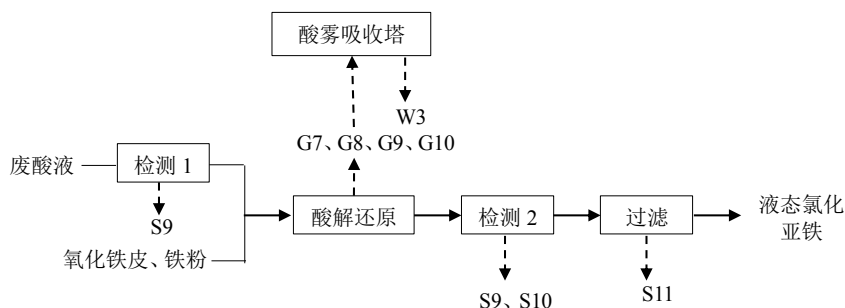 酸雾吸收塔
W3
G7、G8、G9、G10
废酸液
检测 1
S9
氧化铁皮、铁粉
酸解还原
检测 2
过滤
液态氯化
亚铁
S9、S10
S11